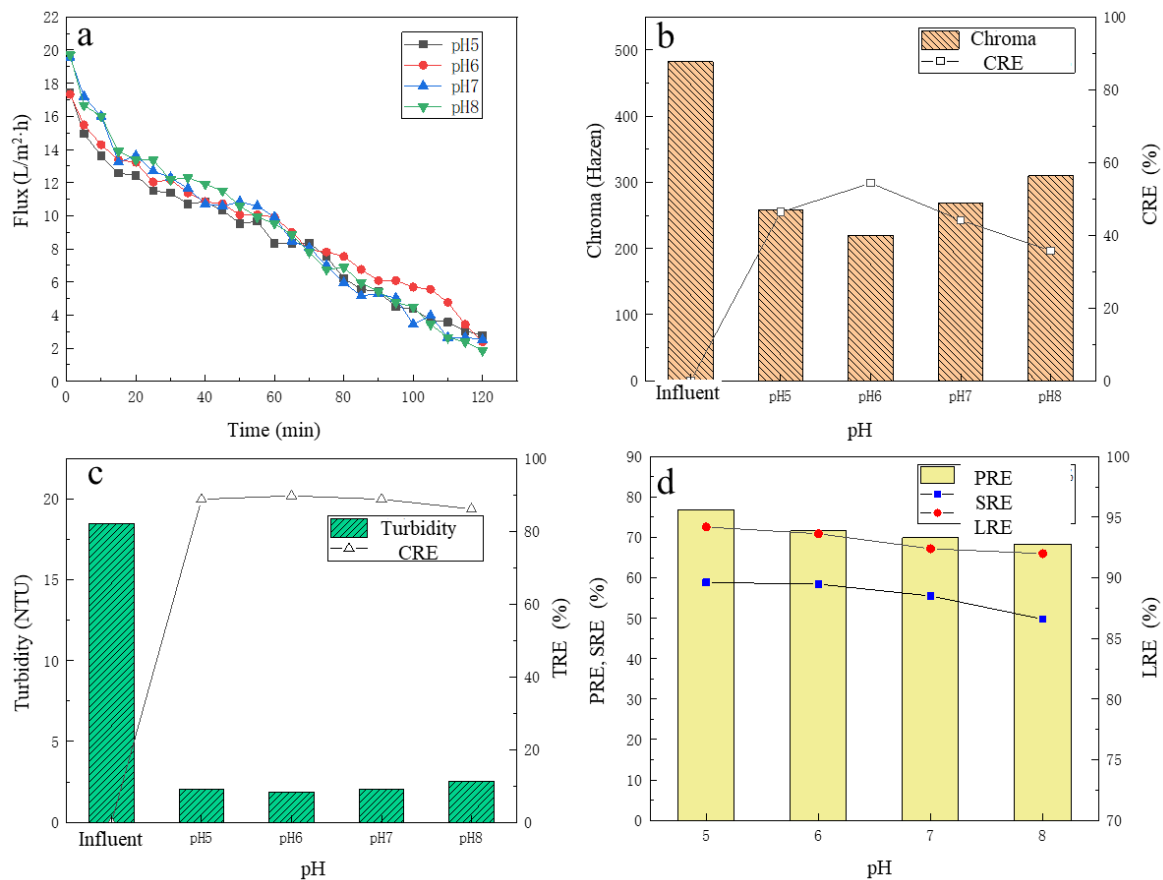 a
22
20
18
16
14
12
10
8
6
4
2
0
Flux (L/m²·h)
pH5
pH6
pH7
pH8
0 20 40 60 80 100 120
Time (min)
b
500
400
300
200
100
0
Chroma (Hazen)
Chroma
CRE
100
80
60
40
20
0
CRE (%)
Influent pH5 pH6 pH7 pH8
pH
c
20
15
10
5
0
Turbidity (NTU)
Turbidity
CRE
100
80
60
40
20
0
TRE (%)
Influent pH5 pH6 pH7 pH8
pH
d
90
80
70
60
50
40
30
20
10
0
PRE, SRE (%)
PRE
SRE
LRE
100
95
90
85
80
75
70
LRE (%)
5 6 7 8
pH